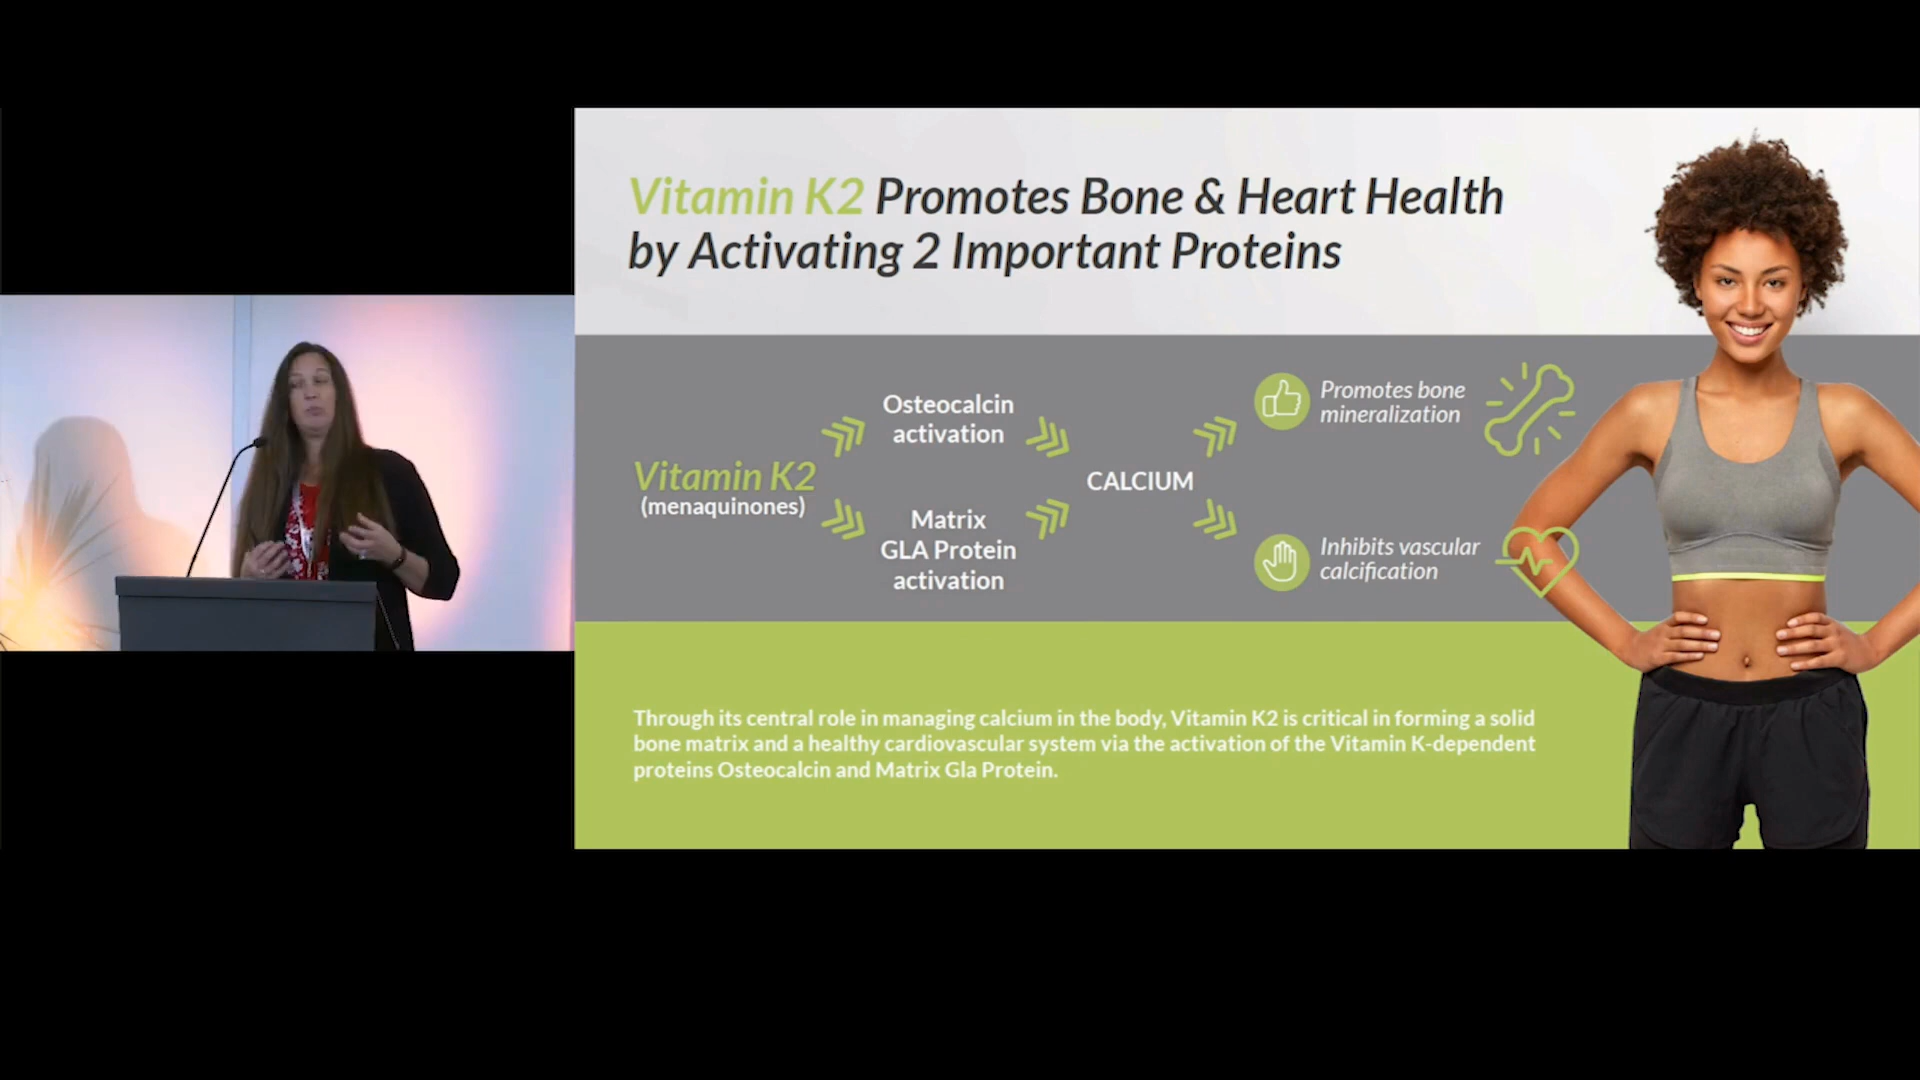 Vitamin K2 Promotes Bone & Heart Health
by Activating 2 Important Proteins
Vitamin K2
(menaquinones)
Osteocalcin
activation
Matrix
GLA Protein
activation
CALCIUM
Promotes bone
mineralization
Inhibits vascular
calcification
Through its central role in managing calcium in the body, Vitamin K2 is critical in forming a solid
bone matrix and a healthy cardiovascular system via the activation of the Vitamin K-dependent
proteins Osteocalcin and Matrix Gla Protein.